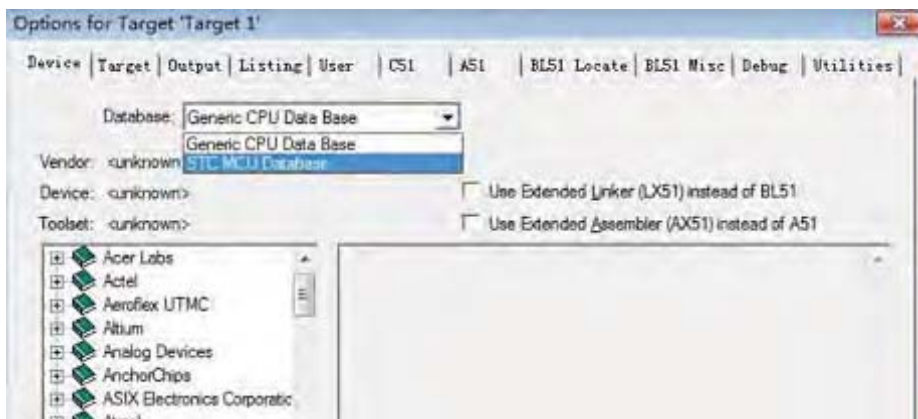 Options for Target 'Target 1'
Device | Target | Output | Listing | User | C51 | A51 | BL51 Locate | BL51 Misc | Debug | Utilities
Database: Generic CPU Data Base
Generic CPU Data Base
Vendor: <unknown STC MCU Database
Device: <unknown> Use Extended Linker (LX51) instead of BL51
Toolset: <unknown> Use Extended Assembler (AX51) instead of A51
Acer Labs
Actel
Aeroflex UTMC
Altium
Analog Devices
AnchorChips
ASIX Electronics Corporatic